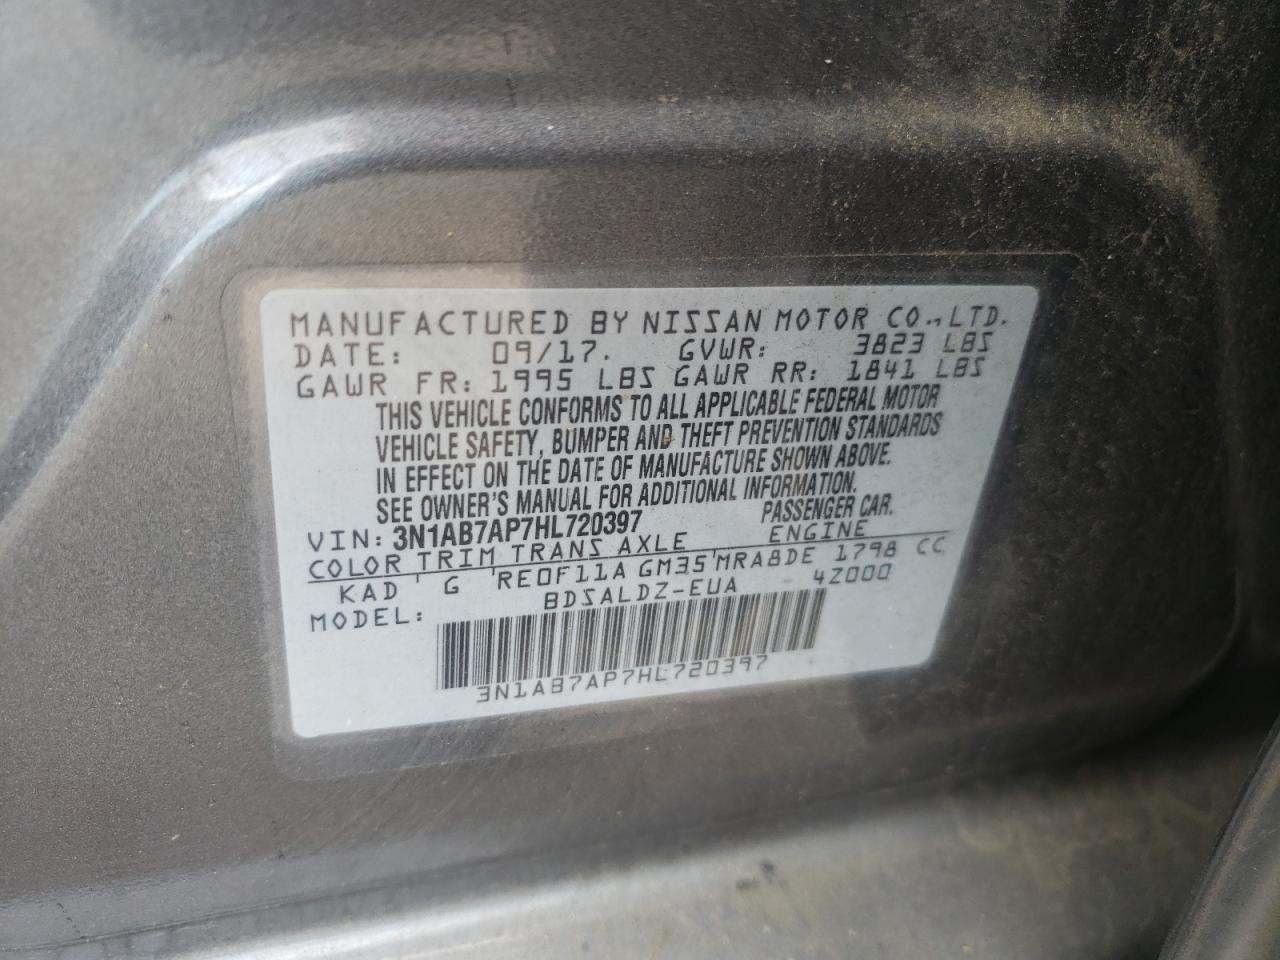 MANUFACTURED BY NISSAN MOTOR CO., LTD.
DATE: 09/17. GVWR: 3823 LBS
GAWR FR: 1995 LBS GAWR RR: 1841 LBS
THIS VEHICLE CONFORMS TO ALL APPLICABLE FEDERAL MOTOR
VEHICLE SAFETY, BUMPER AND THEFT PREVENTION STANDARDS
IN EFFECT ON THE DATE OF MANUFACTURE SHOWN ABOVE.
SEE OWNER'S MANUAL FOR ADDITIONAL INFORMATION.
VIN: 3N1AB7AP7HL720397 PASSENGER CAR.
COLOR TRIM TRANS AXLE ENGINE
KAD G RE0F11A GM35 MRA8DE 1798 CC
MODEL: BDSALDZ-EUA 4Z000
3N1AB7AP7HL720397